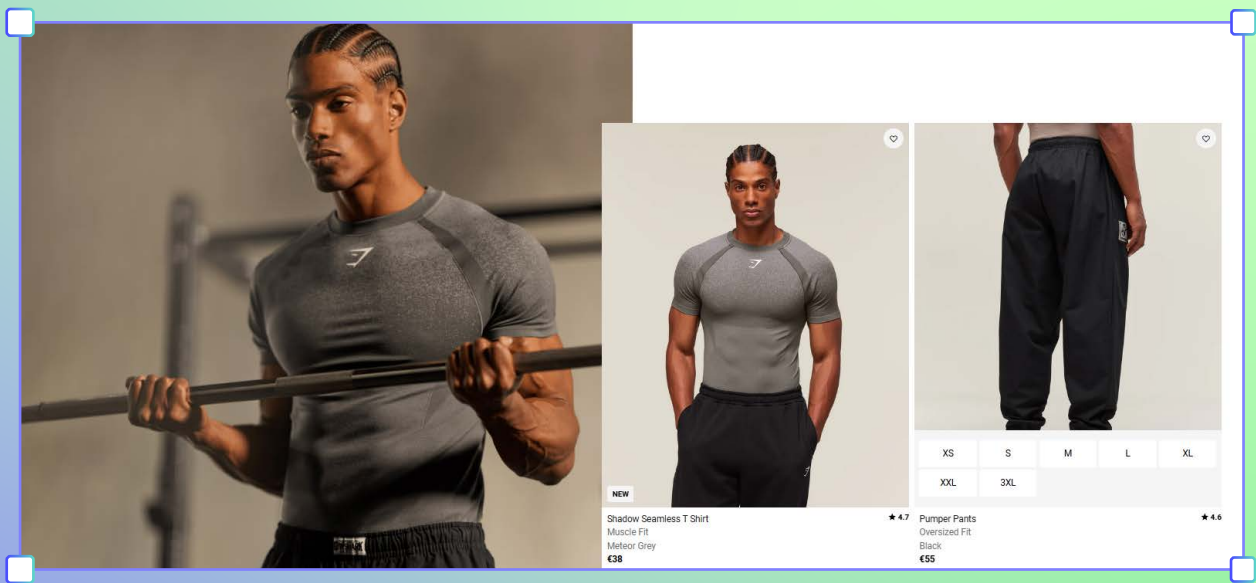 NEW
Shadow Seamless T Shirt
★ 4.7
Muscle Fit
Meteor Grey
€38
XS
S
M
L
XL
XXL
3XL
Pumper Pants
★ 4.6
Oversized Fit
Black
€55